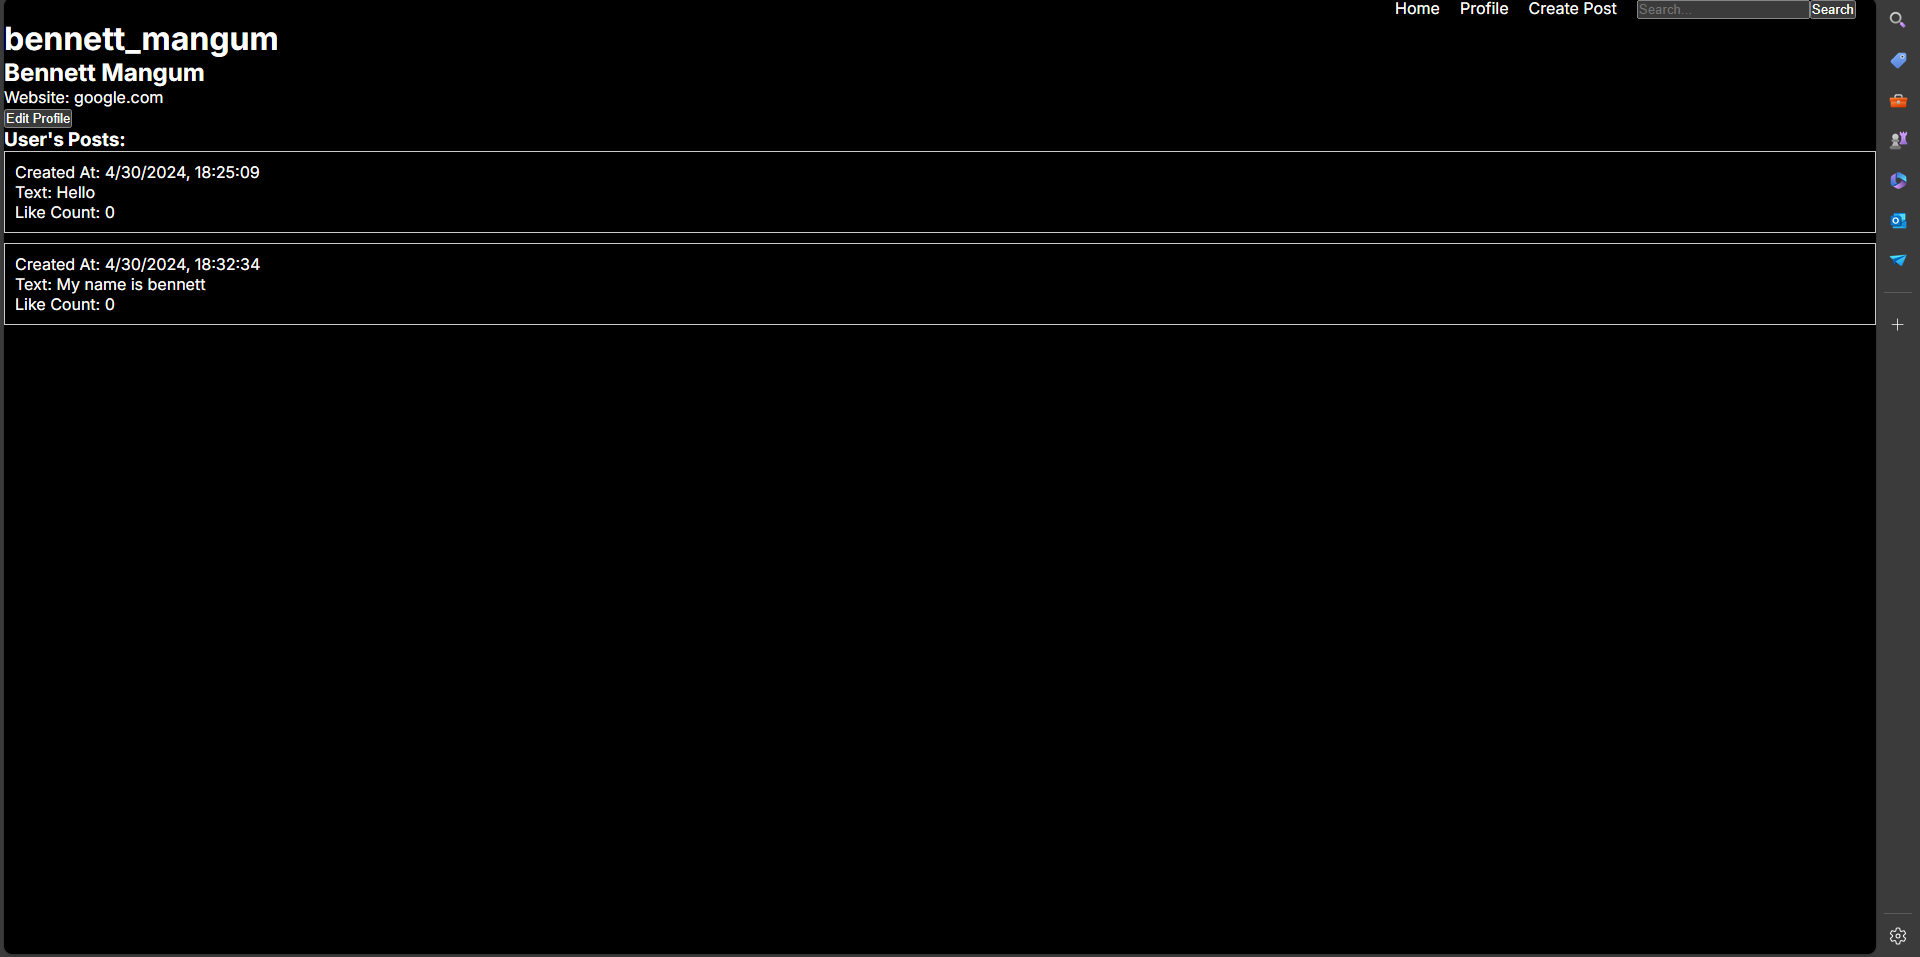 Home Profile Create Post Search... Search
bennett_mangum
Bennett Mangum
Website: google.com
Edit Profile
User's Posts:
Created At: 4/30/2024, 18:25:09
Text: Hello
Like Count: 0
Created At: 4/30/2024, 18:32:34
Text: My name is bennett
Like Count: 0